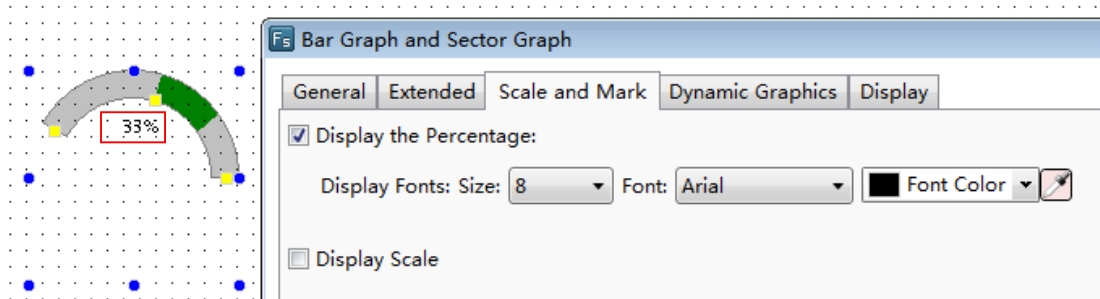 Fs Bar Graph and Sector Graph
General Extended Scale and Mark Dynamic Graphics Display
33%
Display the Percentage:
Display Fonts: Size: 8 Font: Arial Font Color
Display Scale